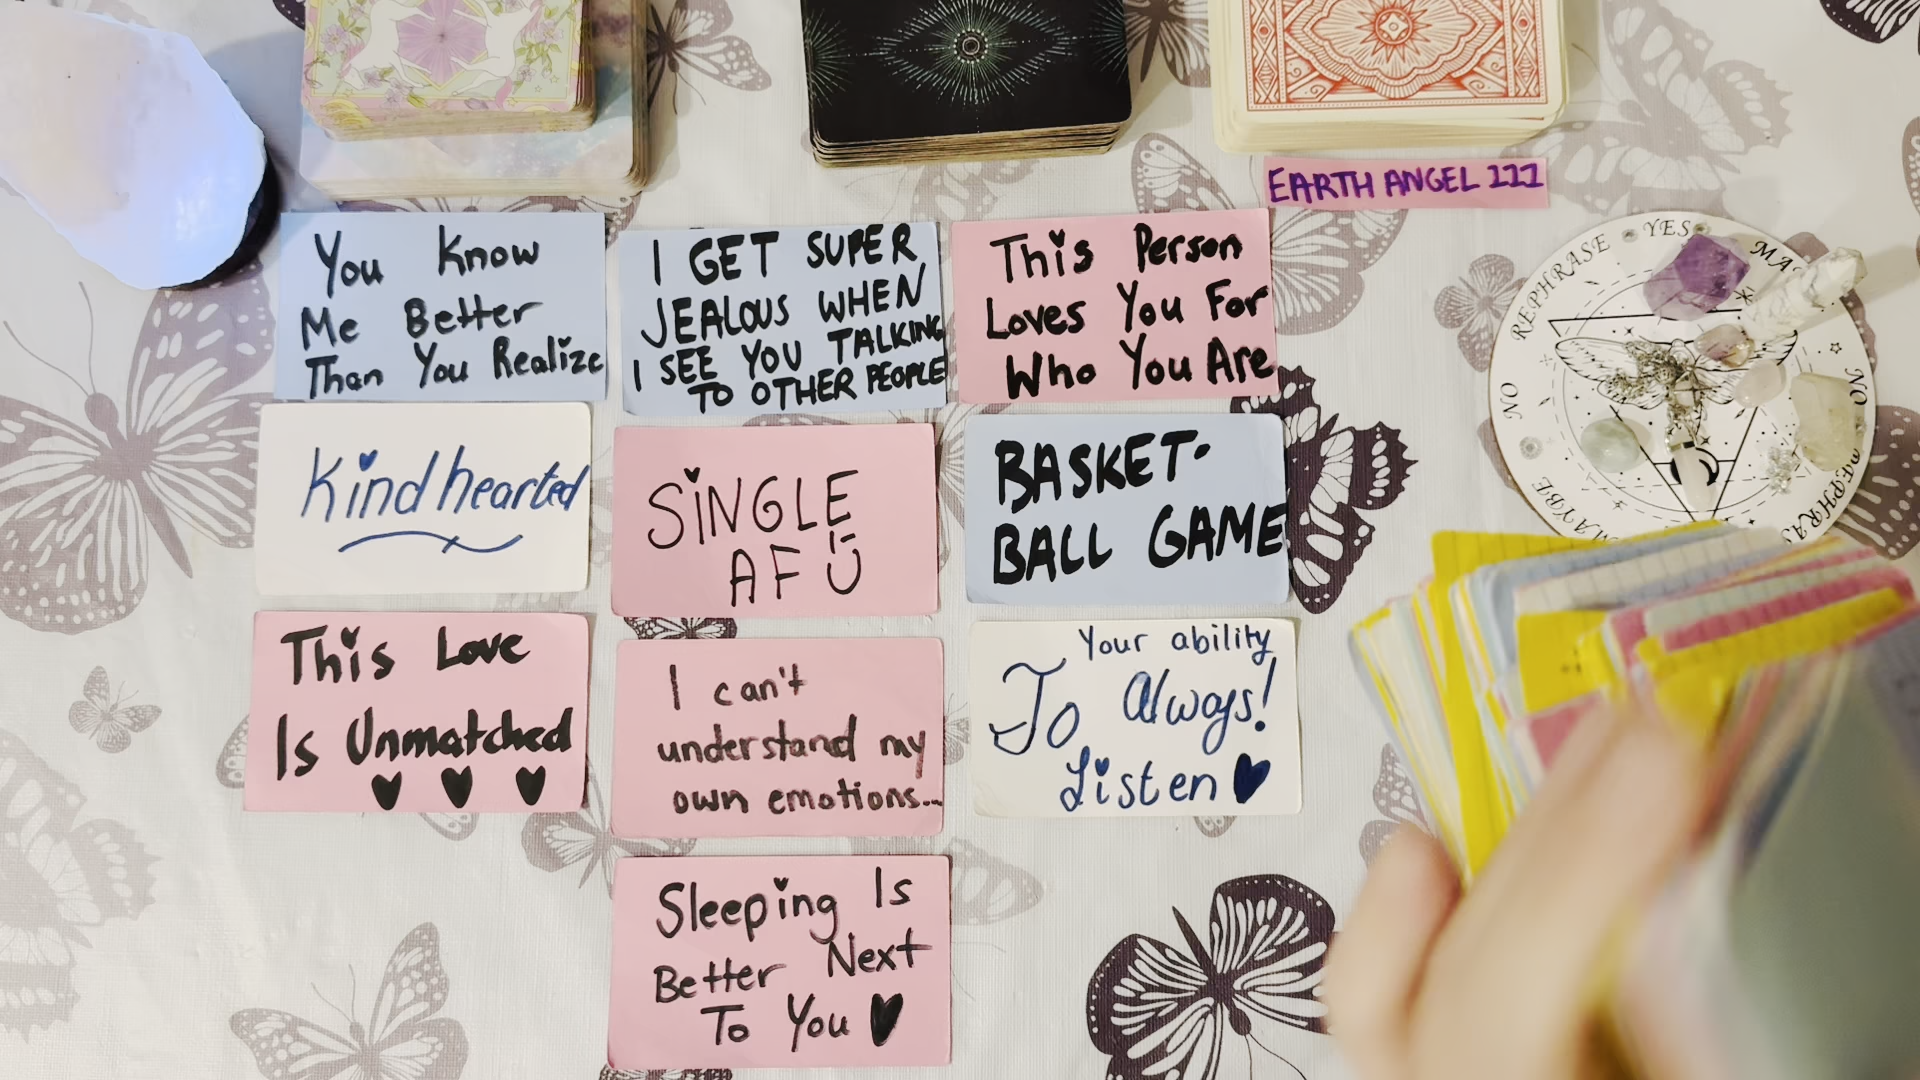 EARTH ANGEL 111
You Know
Me Better
Than You Realize
I GET SUPER
JEALOUS WHEN
I SEE YOU TALKING
TO OTHER PEOPLE
This Person
Loves You For
Who You Are
Kindhearted
SINGLE
AF
BASKET-
BALL GAME
This Love
Is Unmatched
I can't
understand my
own emotions...
Your ability
To Always!
Listen
Sleeping Is
Better Next
To You
REPHRASE
YES
NO
NO
MAYBE